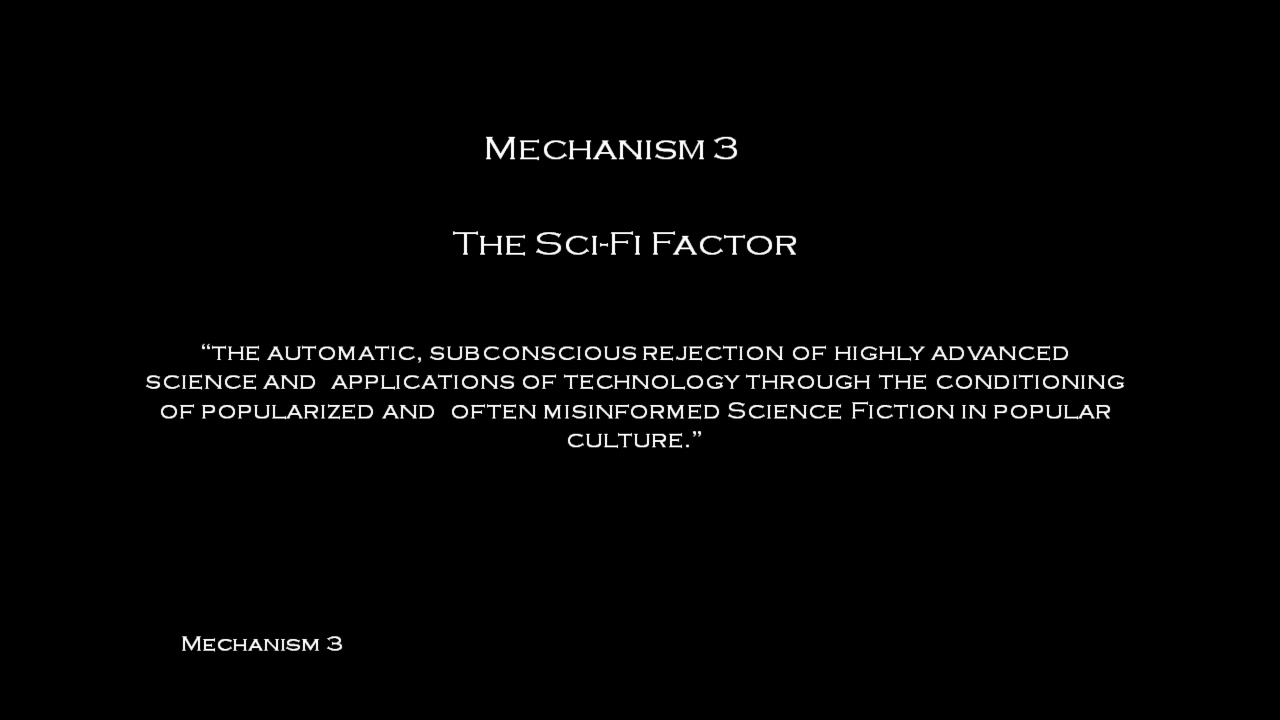 Mechanism 3
The Sci-Fi Factor
“the automatic, subconscious rejection of highly advanced
science and  applications of technology through the conditioning
of popularized and  often misinformed Science Fiction in popular
culture.”
Mechanism 3